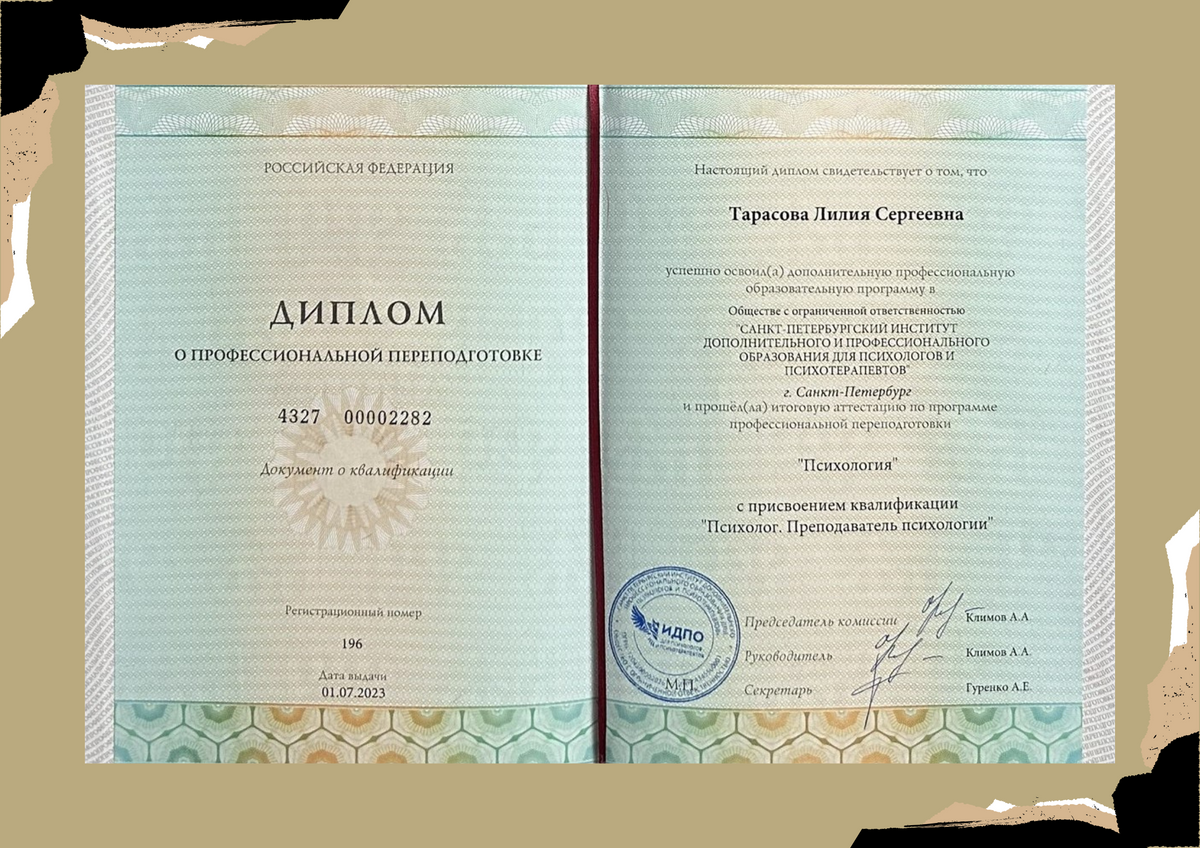 РОССИЙСКАЯ ФЕДЕРАЦИЯ
ДИПЛОМ
О ПРОФЕССИОНАЛЬНОЙ ПЕРЕПОДГОТОВКЕ
4327 00002282
Документ о квалификации
Регистрационный номер
196
Дата выдачи
01.07.2023
Настоящий диплом свидетельствует о том, что
Тарасова Лилия Сергеевна
успешно освоил(а) дополнительную профессиональную
образовательную программу в
Обществе с ограниченной ответственностью
"САНКТ-ПЕТЕРБУРГСКИЙ ИНСТИТУТ
ДОПОЛНИТЕЛЬНОГО И ПРОФЕССИОНАЛЬНОГО
ОБРАЗОВАНИЯ ДЛЯ ПСИХОЛОГОВ И
ПСИХОТЕРАПЕВТОВ"
г. Санкт-Петербург
и прошёл(ла) итоговую аттестацию по программе
профессиональной переподготовки
"Психология"
с присвоением квалификации
"Психолог. Преподаватель психологии"
Председатель комиссии Климов А.А
Руководитель Климов А.А.
Секретарь Гуренко А.Е.
ИДПО
ДЛЯ ПСИХОЛОГОВ
И ПСИХОТЕРАПЕВТОВ
М.П.